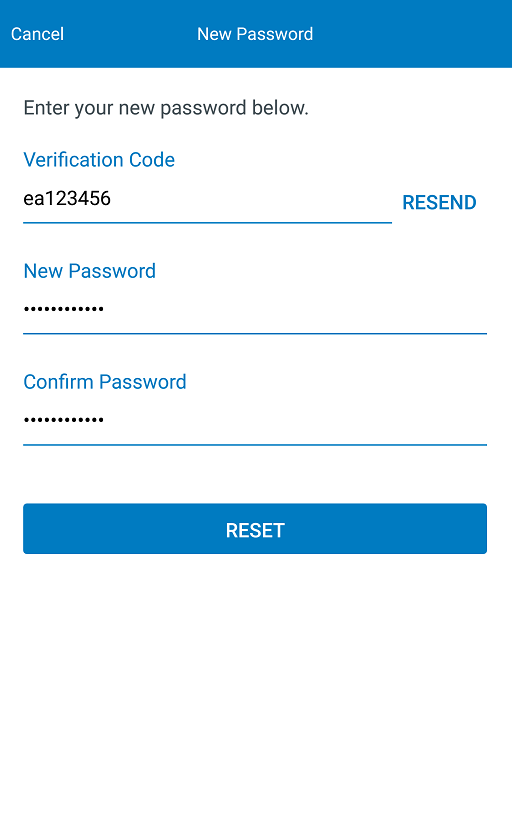 Cancel New Password
Enter your new password below.
Verification Code
ea123456 RESEND
New Password
••••••••••••
Confirm Password
••••••••••••
RESET